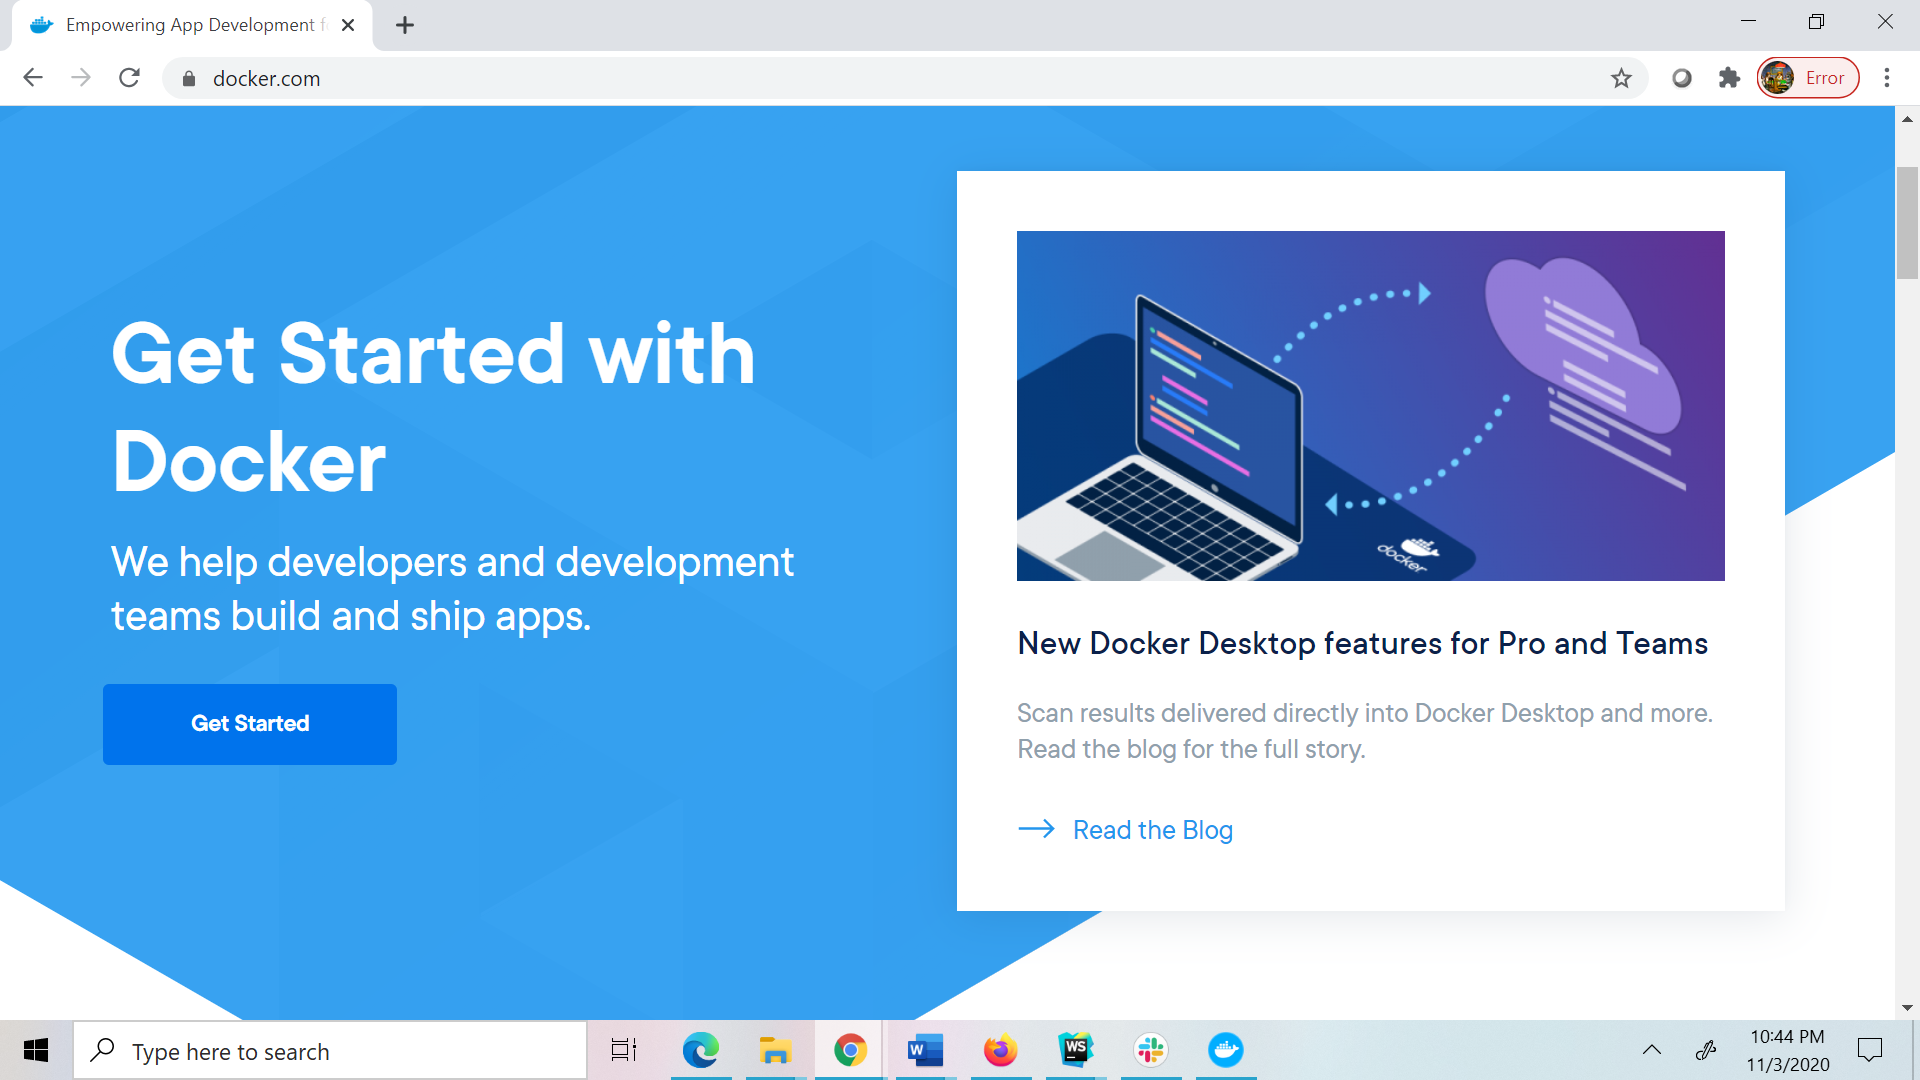 Empowering App Development f
docker.com
Error
Get Started with
Docker
We help developers and development
teams build and ship apps.
Get Started
docker
New Docker Desktop features for Pro and Teams
Scan results delivered directly into Docker Desktop and more.
Read the blog for the full story.
Read the Blog
Type here to search
W
WS
10:44 PM
11/3/2020